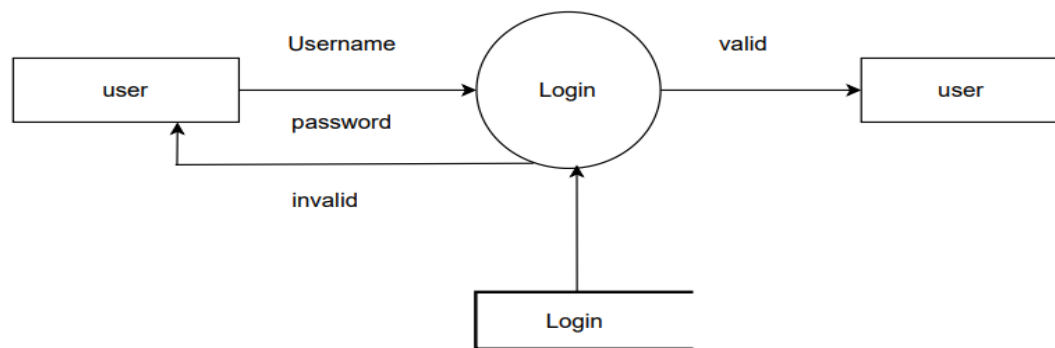 Username
valid
user
Login
user
password
invalid
Login